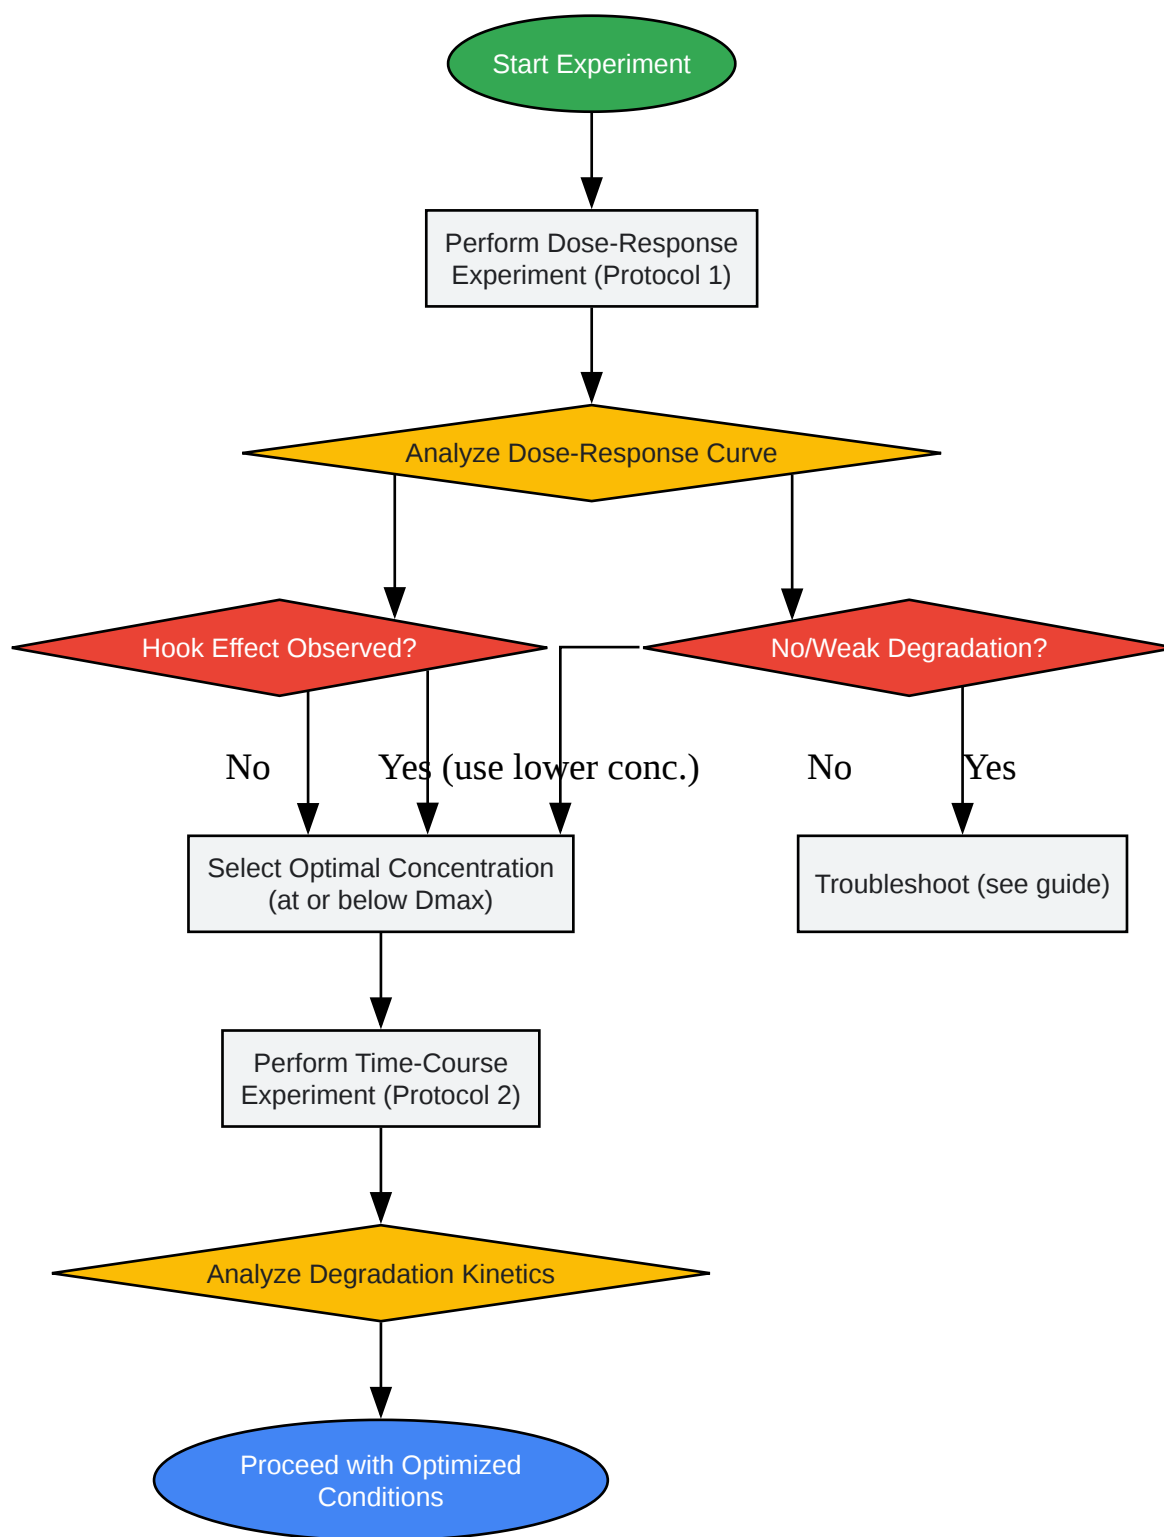 Start Experiment
Perform Dose-Response
Experiment (Protocol 1)
Analyze Dose-Response Curve
Hook Effect Observed?
No/Weak Degradation?
No
Yes (use lower conc.)
No
Yes
Select Optimal Concentration
(at or below Dmax)
Troubleshoot (see guide)
Perform Time-Course
Experiment (Protocol 2)
Analyze Degradation Kinetics
Proceed with Optimized
Conditions